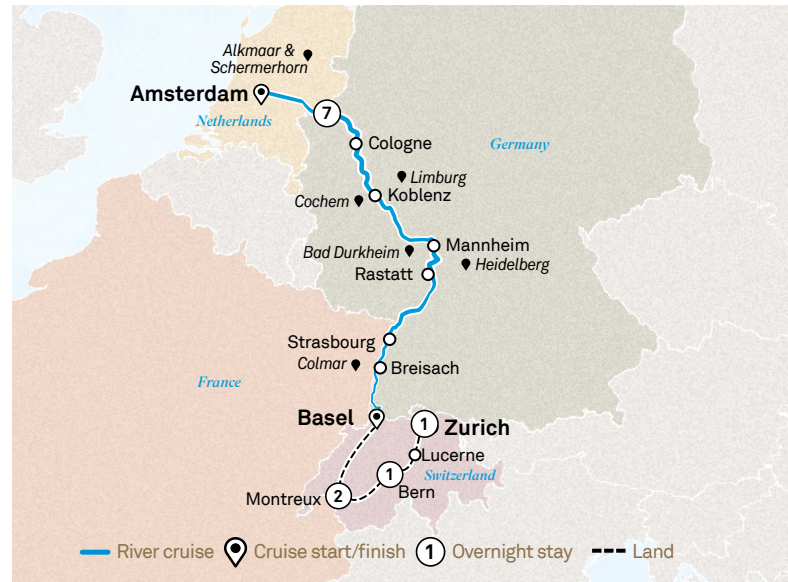 Alkmaar &
Schermerhorn
Amsterdam
7
Netherlands
Cologne
Germany
Limburg
Koblenz
Cochem
Mannheim
Bad Durkheim
Heidelberg
Rastatt
Strasbourg
Colmar
Breisach
France
Basel
1
Zurich
Lucerne
1
Switzerland
Bern
Montreux
2
River cruise
Cruise start/finish
1
Overnight stay
Land